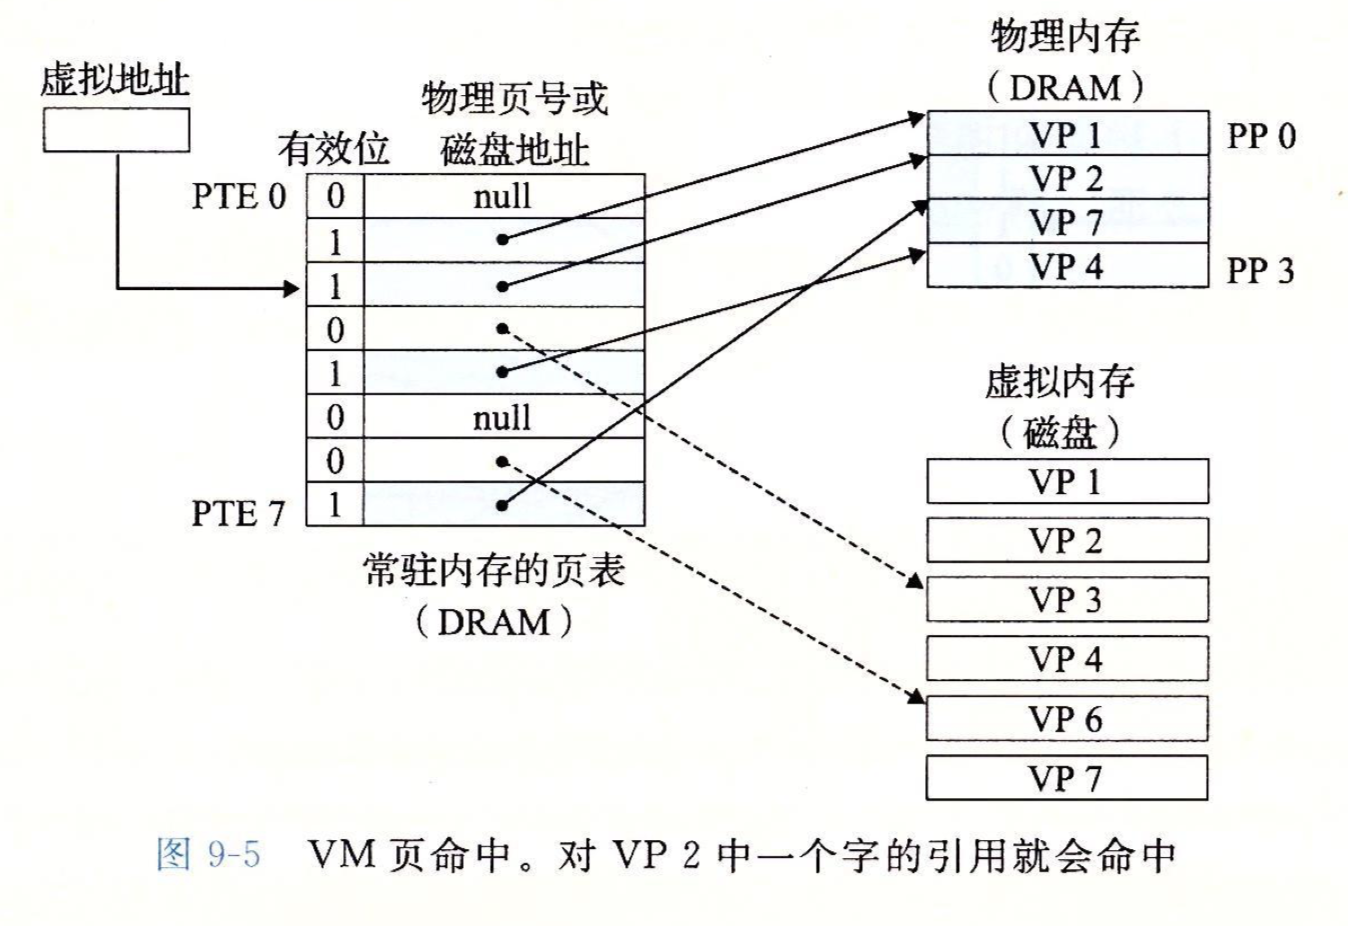 虚拟地址
物理页号或
磁盘地址
有效位
PTE 0
0
null
1
1
0
1
0
null
0
PTE 7
1
常驻内存的页表
（DRAM）
物理内存
（DRAM）
VP 1
PP 0
VP 2
VP 7
VP 4
PP 3
虚拟内存
（磁盘）
VP 1
VP 2
VP 3
VP 4
VP 6
VP 7
图 9-5 VM 页命中。对 VP 2 中一个字的引用就会命中